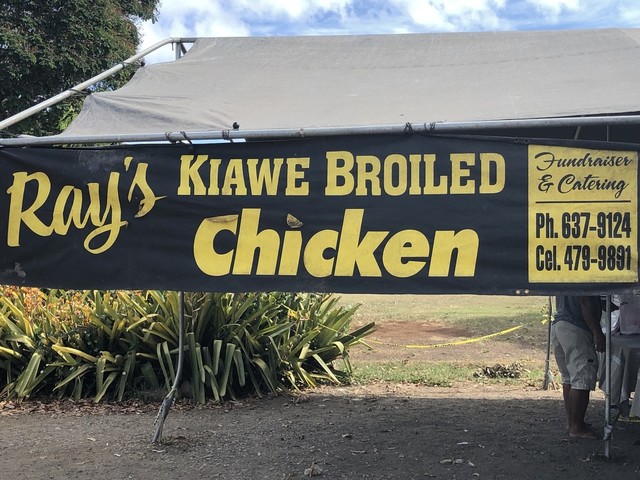 Ray's
KIAWE BROILED
Chicken
Fundraiser
& Catering
Ph. 637-9124
Cel. 479-9891